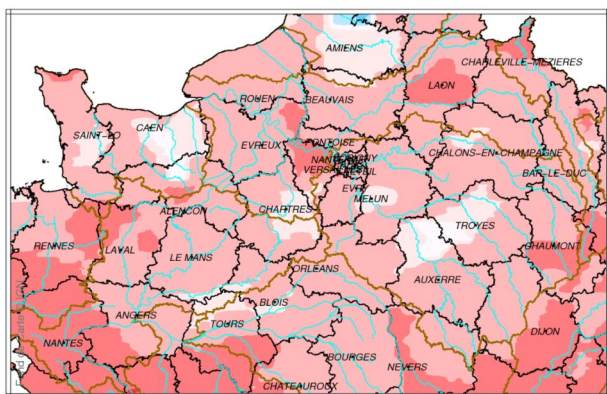 AMIENS
CHARLEVILLE-MEZIERES
LAON
ROUEN
BEAUVAIS
CAEN
SAINT-LO
EVREUX
PONTOISE
CHALONS-EN-CHAMPAGNE
BAR-LE-DUC
EVRY
MELUN
ALENCON
CHARTRES
TROYES
RENNES
LAVAL
LE MANS
CHAUMONT
ORLEANS
AUXERRE
BLOIS
ANGERS
TOURS
DIJON
NANTES
BOURGES
NEVERS
CHATEAUROUX